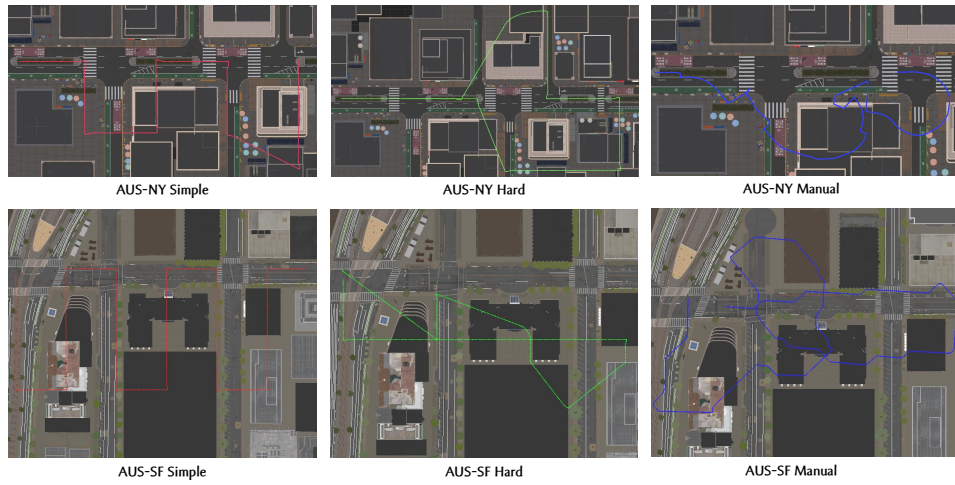 AUS-NY Simple
AUS-NY Hard
AUS-NY Manual
AUS-SF Simple
AUS-SF Hard
AUS-SF Manual